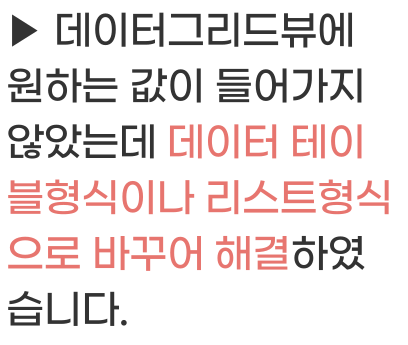 ▶ 데이터그리드뷰에
원하는 값이 들어가지
않았는데 데이터 테이
블형식이나 리스트형식
으로 바꾸어 해결하였
습니다.